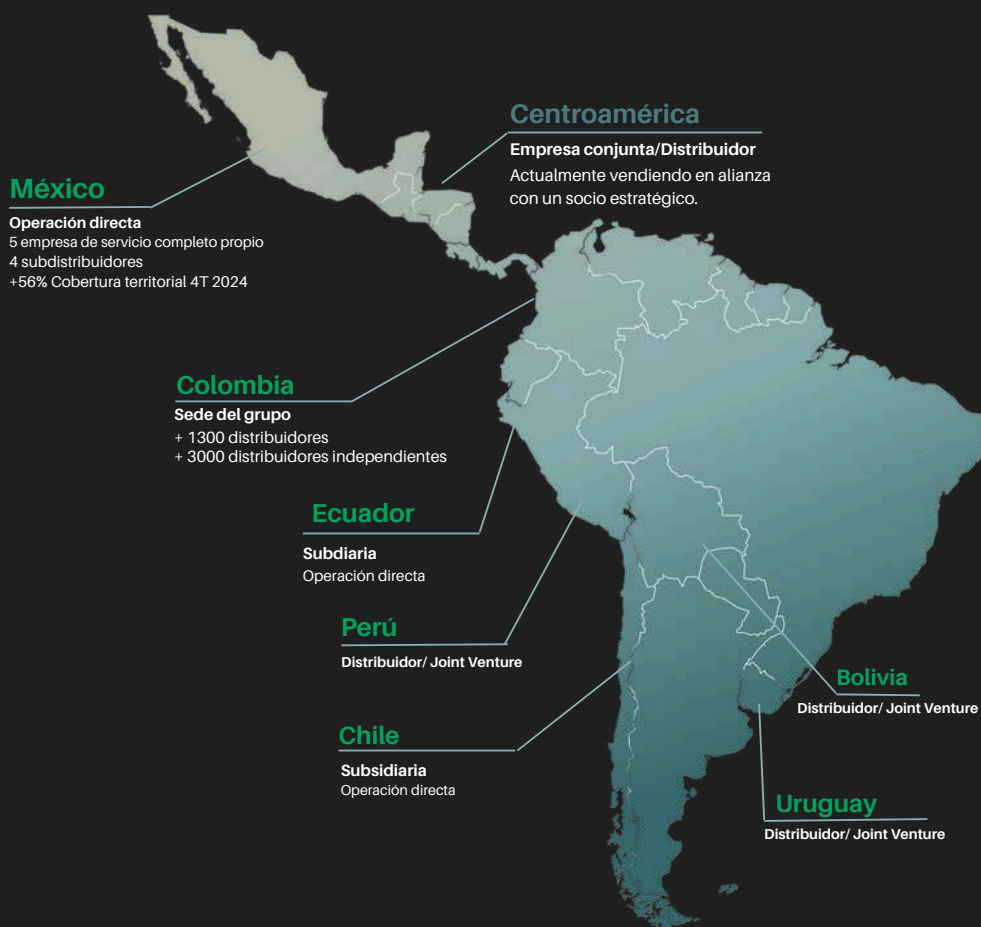 Centroamérica
Empresa conjunta/Distribuidor
Actualmente vendiendo en alianza
con un socio estratégico.
México
Operación directa
5 empresa de servicio completo propio
4 subdistribuidores
+56% Cobertura territorial 4T 2024
Colombia
Sede del grupo
+ 1300 distribuidores
+ 3000 distribuidores independientes
Ecuador
Subdiaria
Operación directa
Perú
Distribuidor/ Joint Venture
Bolivia
Distribuidor/ Joint Venture
Chile
Subsidiaria
Operación directa
Uruguay
Distribuidor/ Joint Venture